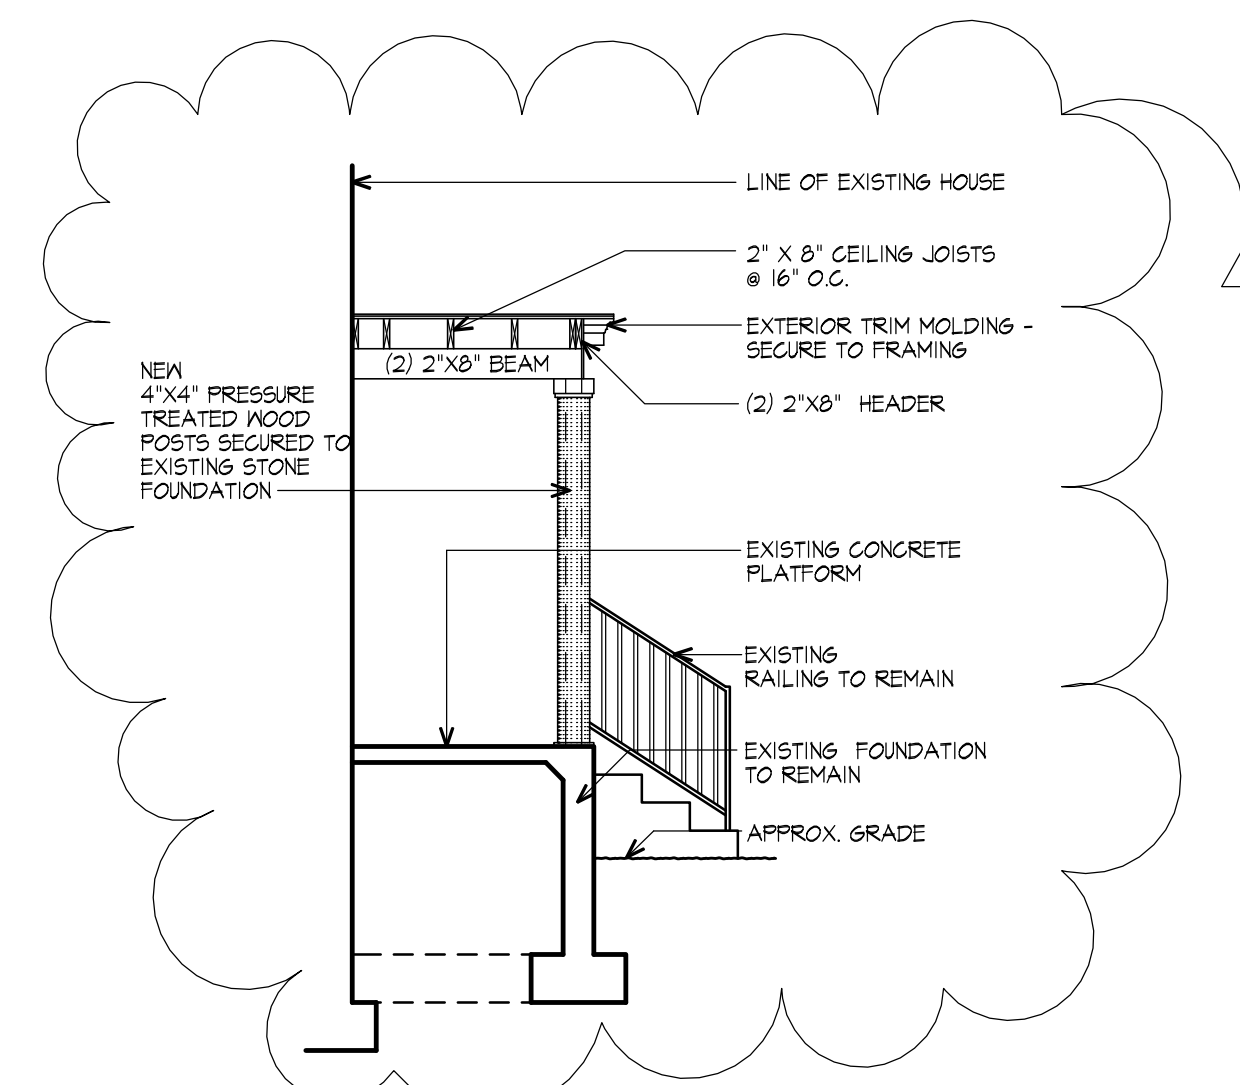 LINE OF EXISTING HOUSE
2" X 8" CEILING JOISTS
@ 16" O.C.
EXTERIOR TRIM MOLDING -
SECURE TO FRAMING
(2) 2"X8" BEAM
(2) 2"X8" HEADER
NEW
4"X4" PRESSURE
TREATED WOOD
POSTS SECURED TO
EXISTING STONE
FOUNDATION
EXISTING CONCRETE
PLATFORM
EXISTING
RAILING TO REMAIN
EXISTING FOUNDATION
TO REMAIN
APPROX. GRADE